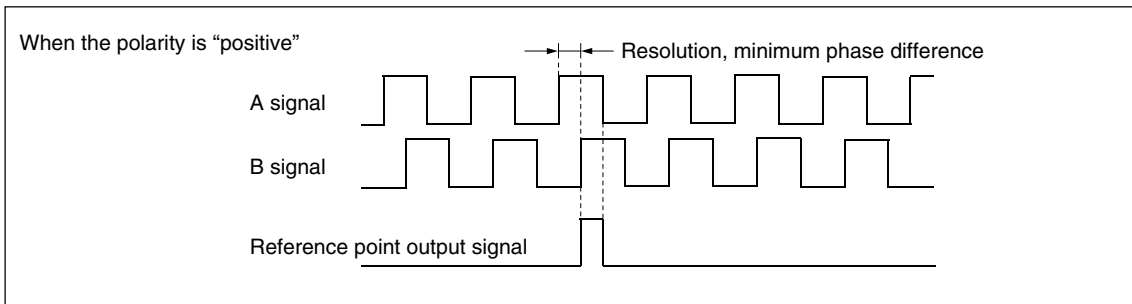 When the polarity is “positive”
Resolution, minimum phase difference
A signal
B signal
Reference point output signal